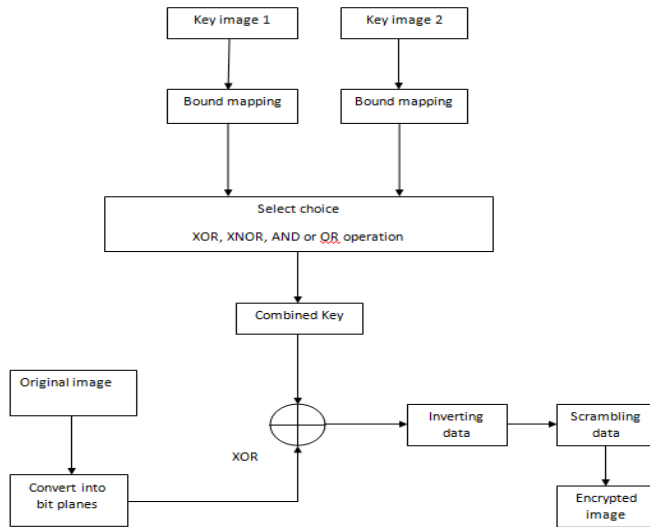 Key image 1
Key image 2
Bound mapping
Bound mapping
Select choice
XOR, XNOR, AND or OR operation
Combined Key
Original image
Inverting
data
Scrambling
data
XOR
Convert into
bit planes
Encrypted
image